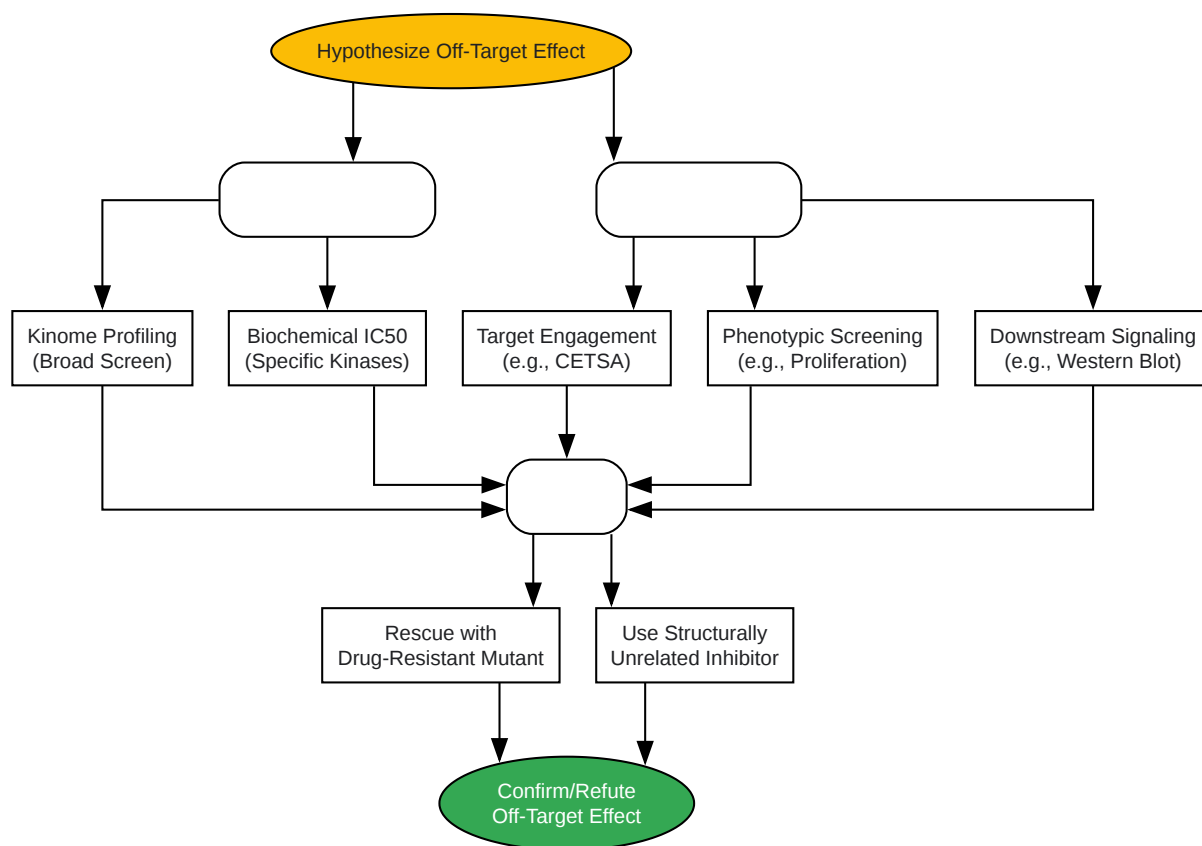 Hypothesize Off-Target Effect
Kinome Profiling
(Broad Screen)
Biochemical IC50
(Specific Kinases)
Target Engagement
(e.g., CETSA)
Phenotypic Screening
(e.g., Proliferation)
Downstream Signaling
(e.g., Western Blot)
Rescue with
Drug-Resistant Mutant
Use Structurally
Unrelated Inhibitor
Confirm/Refute
Off-Target Effect